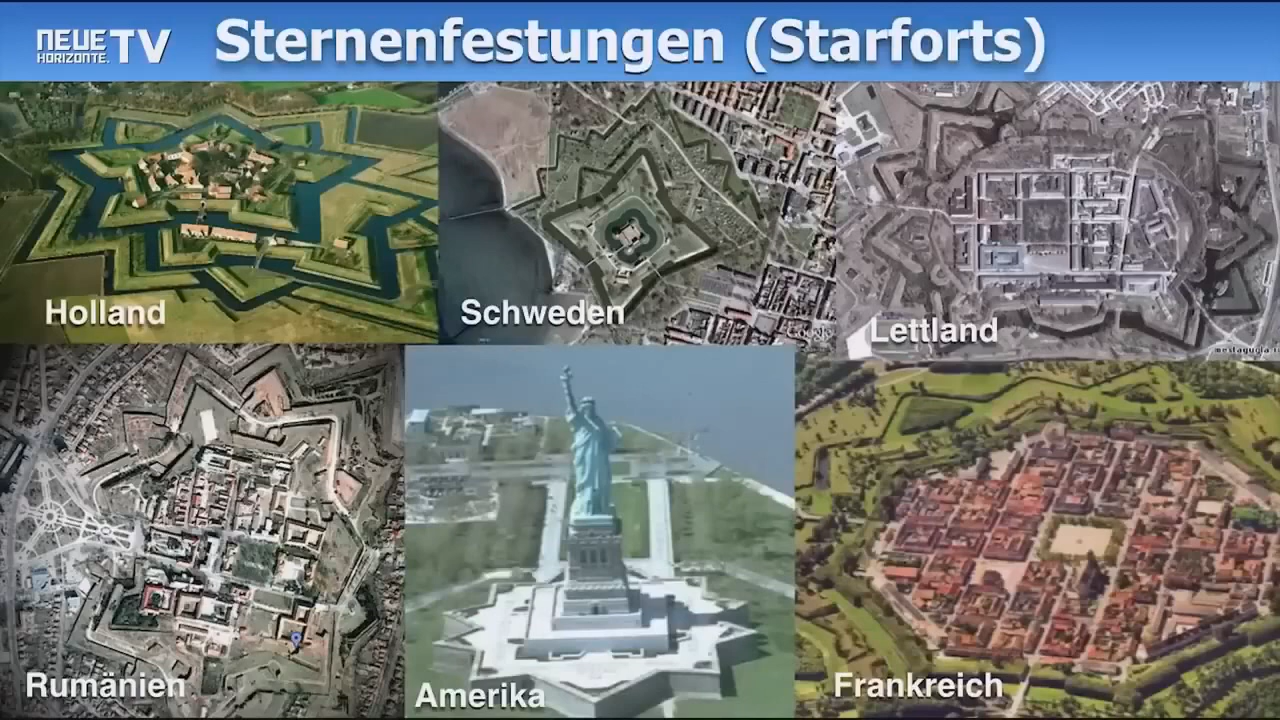 NEUE HORIZONTE. TV
Sternenfestungen (Starforts)
Holland
Schweden
Lettland
Rumänien
Amerika
Frankreich